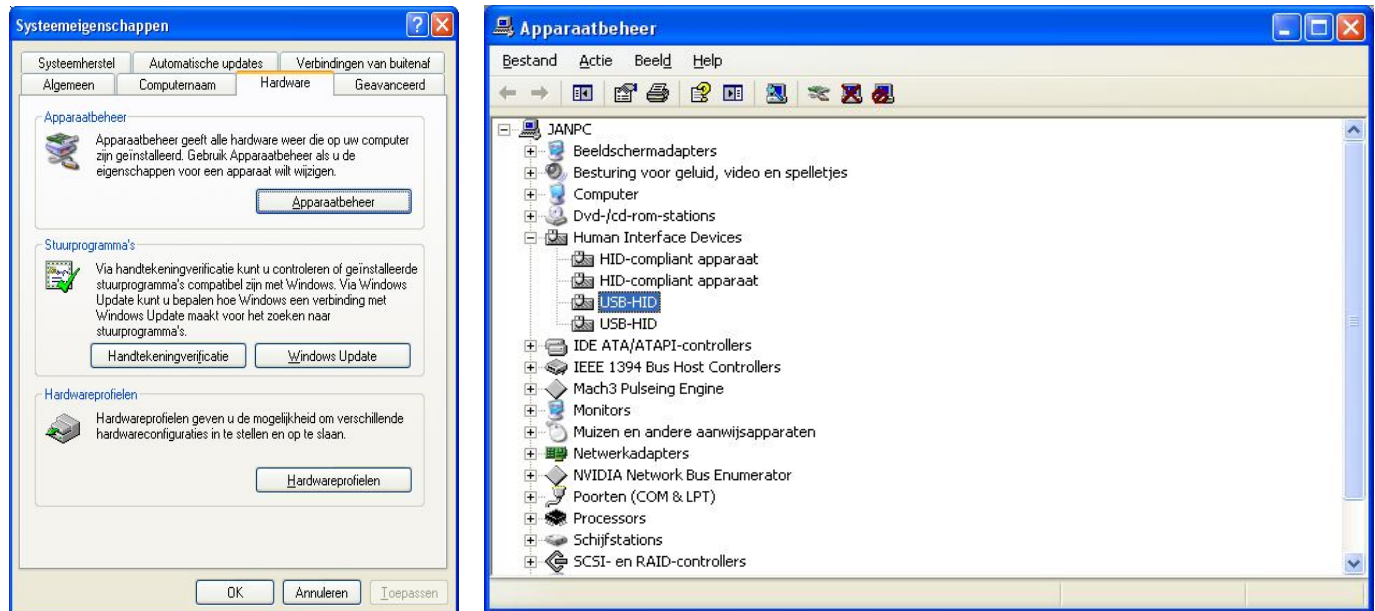 Systeemeigenschappen
Systeemherstel Automatische updates Verbindingen van buitenaf
Algemeen Computernaam Hardware Geavanceerd
Apparaatbeheer
Apparaatbeheer geeft alle hardware weer die op uw computer
zijn geïnstalleerd. Gebruik Apparaatbeheer als u de
eigenschappen voor een apparaat wilt wijzigen.
Apparaatbeheer
Stuurprogramma's
Via handtekeningverificatie kunt u controleren of geïnstalleerde
stuurprogramma's compatibel zijn met Windows. Via Windows
Update kunt u bepalen hoe Windows een verbinding met
Windows Update maakt voor het zoeken naar
stuurprogramma's.
Handtekeningverificatie Windows Update
Hardwareprofielen
Hardwareprofielen geven u de mogelijkheid om verschillende
hardwareconfiguraties in te stellen en op te slaan.
Hardwareprofielen
OK Annuleren Toepassen
Apparaatbeheer
Bestand Actie Beeld Help
JANPC
Beeldschermadapters
Besturing voor geluid, video en spelletjes
Computer
Dvd-/cd-rom-stations
Human Interface Devices
HID-compliant apparaat
HID-compliant apparaat
USB-HID
USB-HID
IDE ATA/ATAPI-controllers
IEEE 1394 Bus Host Controllers
Mach3 Pulseing Engine
Monitors
Muizen en andere aanwijsapparaten
Netwerkadapters
NVIDIA Network Bus Enumerator
Poorten (COM & LPT)
Processors
Schijfstations
SCSI- en RAID-controllers